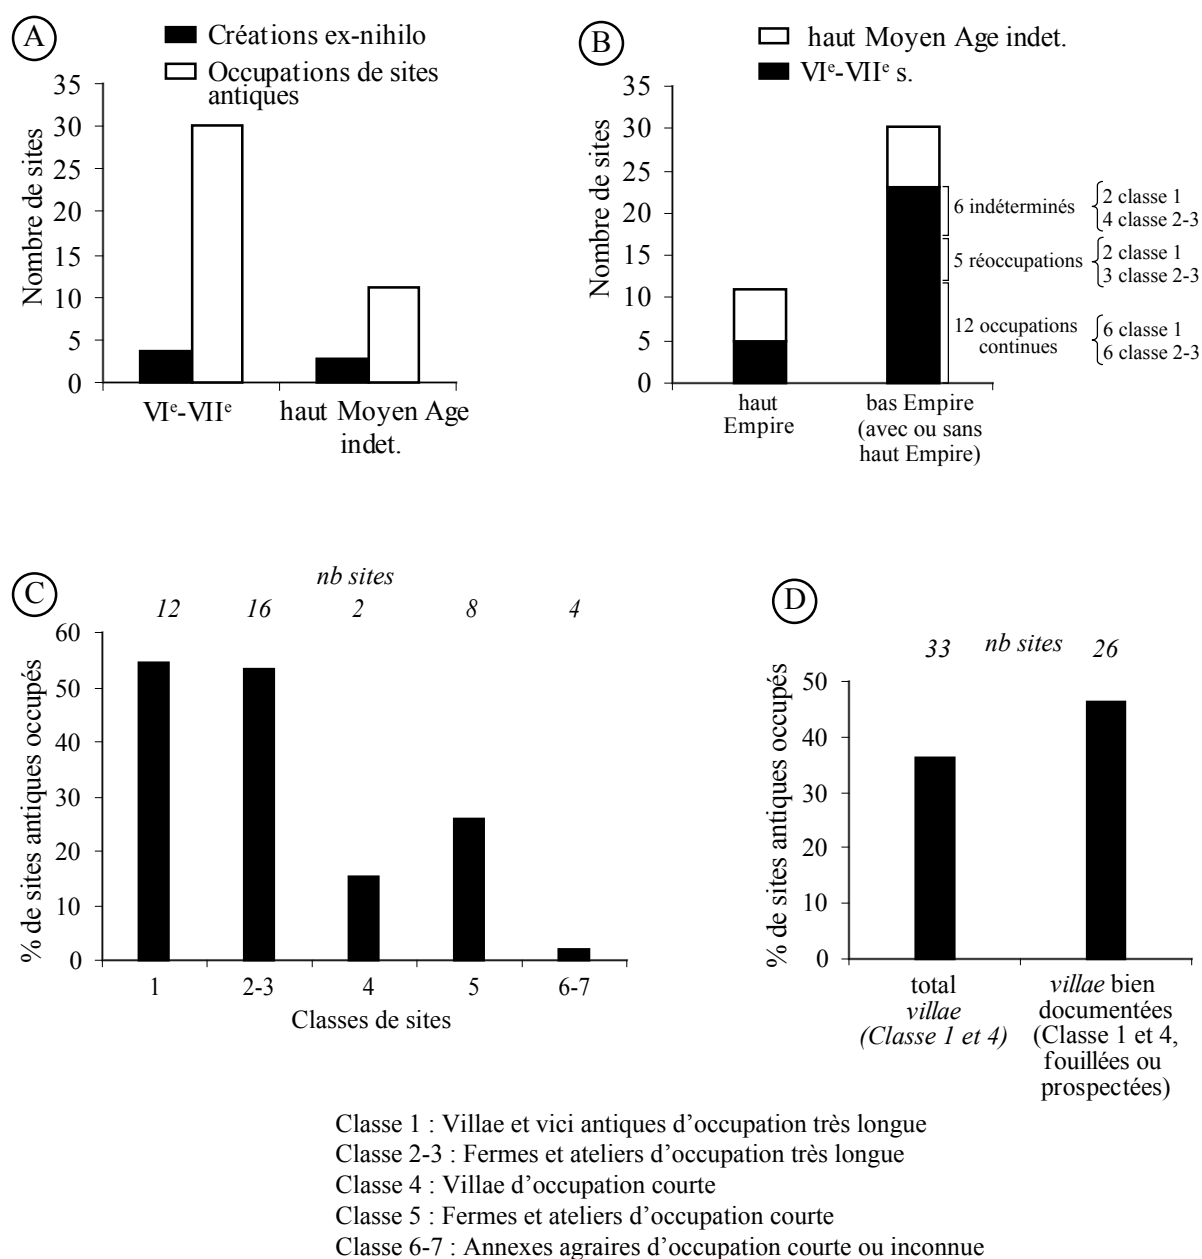 A
Créations ex-nihilo
Occupations de sites
antiques
Nombre de sites
35
30
25
20
15
10
5
0
VIe-VIIe
haut Moyen Age
indet.
B
haut Moyen Age indet.
VIe-VIIe s.
Nombre de sites
35
30
25
20
15
10
5
0
6 indéterminés
2 classe 1
4 classe 2-3
5 réoccupations
2 classe 1
3 classe 2-3
12 occupations
continues
6 classe 1
6 classe 2-3
haut
Empire
bas Empire
(avec ou sans
haut Empire)
C
nb sites
12 16 2 8 4
% de sites antiques occupés
60
50
40
30
20
10
0
1 2-3 4 5 6-7
Classes de sites
D
33 nb sites 26
% de sites antiques occupés
50
40
30
20
10
0
total
villae
(Classe 1 et 4)
villae bien
documentées
(Classe 1 et 4,
fouillées ou
prospectées)
Classe 1 : Villae et vici antiques d’occupation très longue
Classe 2-3 : Fermes et ateliers d’occupation très longue
Classe 4 : Villae d’occupation courte
Classe 5 : Fermes et ateliers d’occupation courte
Classe 6-7 : Annexes agraires d’occupation courte ou inconnue